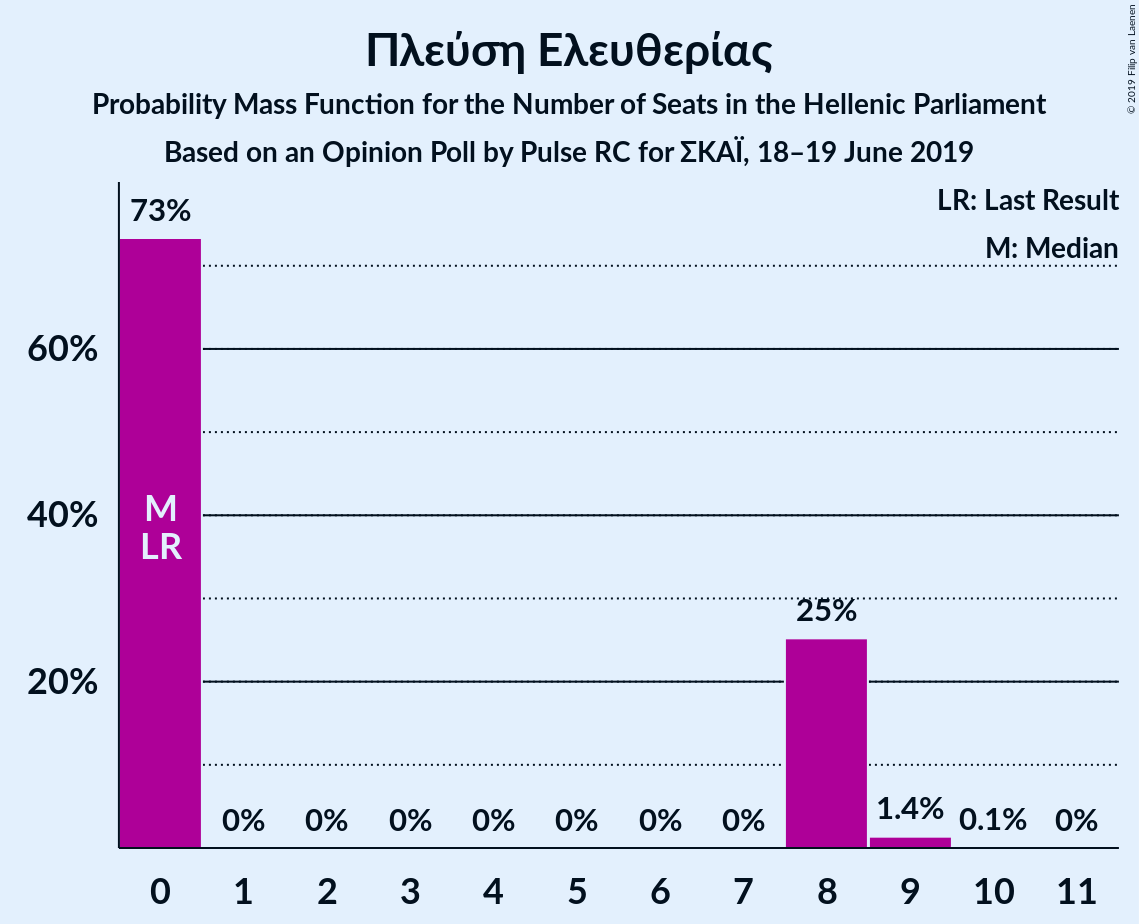 Πλεύση Ελευθερίας
Probability Mass Function for the Number of Seats in the Hellenic Parliament
Based on an Opinion Poll by Pulse RC for ΣΚΑΪ, 18–19 June 2019
© 2019 Filip van Laenen
LR: Last Result
M: Median
73%
60%
40%
20%
M
LR
0%
0%
0%
0%
0%
0%
0%
25%
1.4%
0.1%
0%
0 1 2 3 4 5 6 7 8 9 10 11